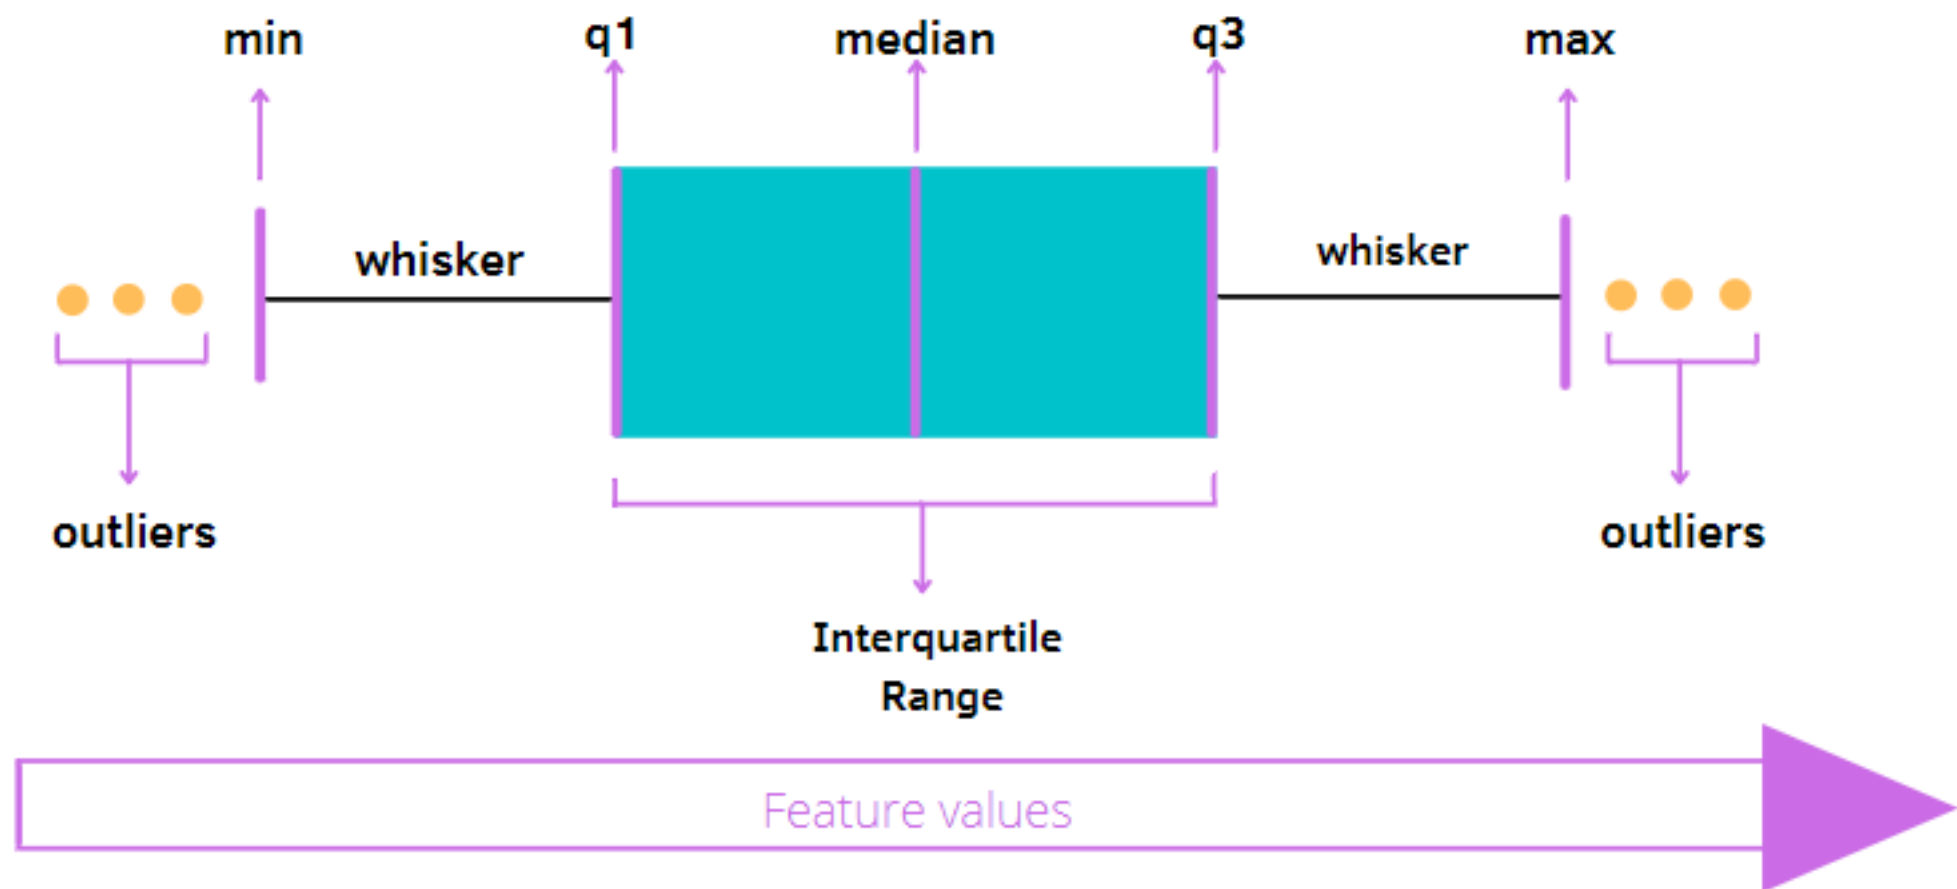 min
q1
median
q3
max
whisker
whisker
outliers
outliers
Interquartile
Range
Feature values